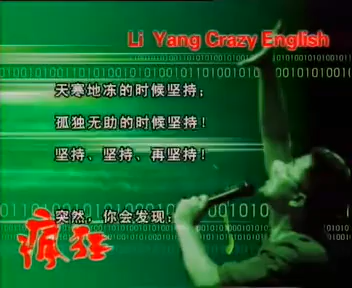 Li Yang Crazy English
天寒地冻的时候坚持；
孤独无助的时候坚持！
坚持、坚持、再坚持！
突然，你会发现：
疯狂